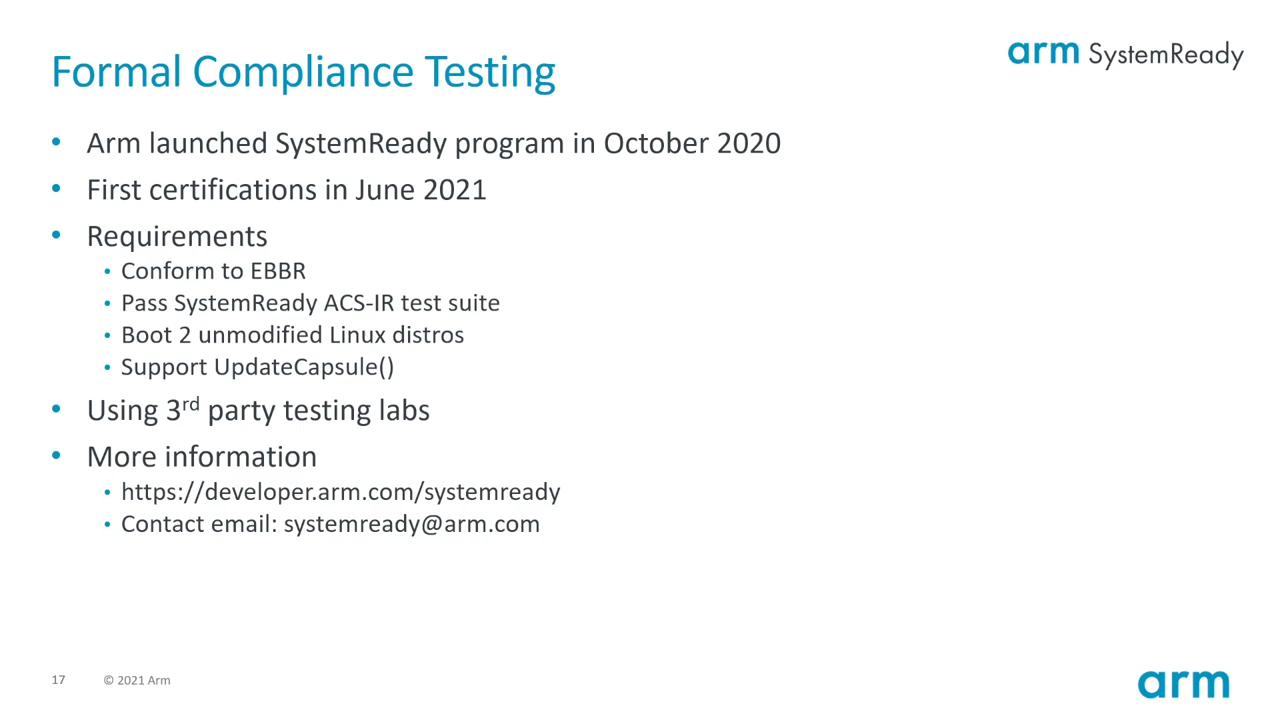 Formal Compliance Testing
arm SystemReady
• Arm launched SystemReady program in October 2020
• First certifications in June 2021
• Requirements
• Conform to EBBR
• Pass SystemReady ACS-IR test suite
• Boot 2 unmodified Linux distros
• Support UpdateCapsule()
• Using 3rd party testing labs
• More information
• https://developer.arm.com/systemready
• Contact email: systemready@arm.com
17 © 2021 Arm
arm